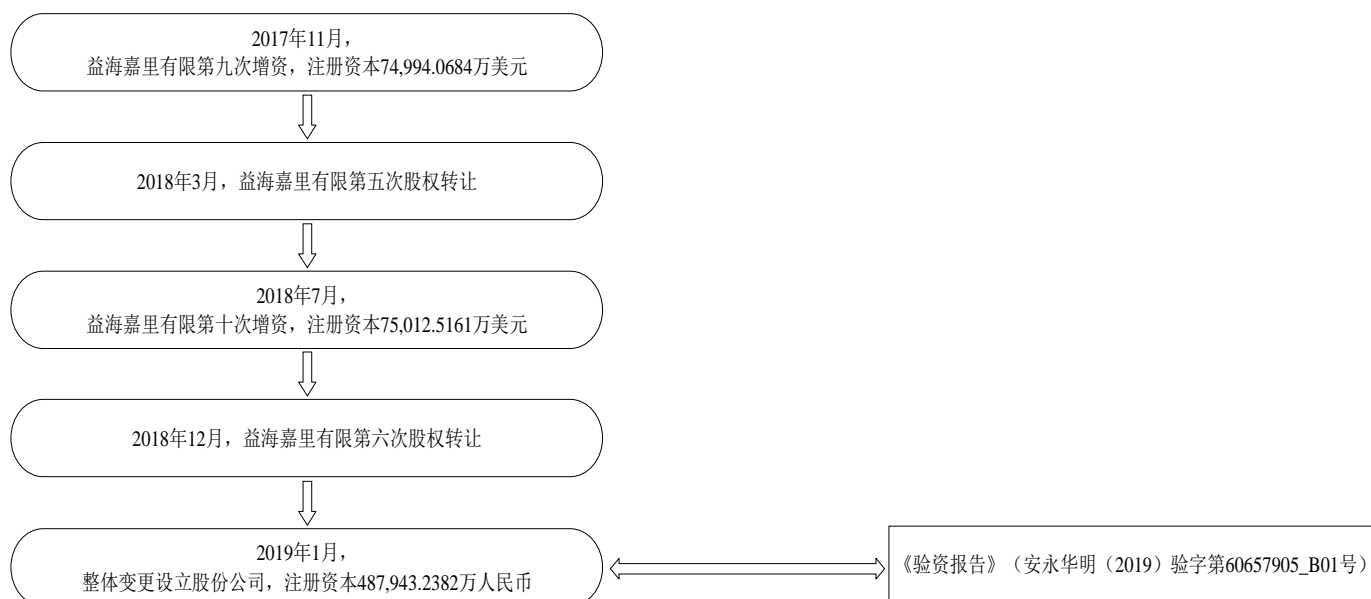 2017年11月，
益海嘉里有限第九次增资，注册资本74,994.0684万美元
2018年3月，益海嘉里有限第五次股权转让
2018年7月，
益海嘉里有限第十次增资，注册资本75,012.5161万美元
2018年12月，益海嘉里有限第六次股权转让
2019年1月，
整体变更设立股份公司，注册资本487,943.2382万人民币
《验资报告》（安永华明（2019）验字第60657905_B01号）